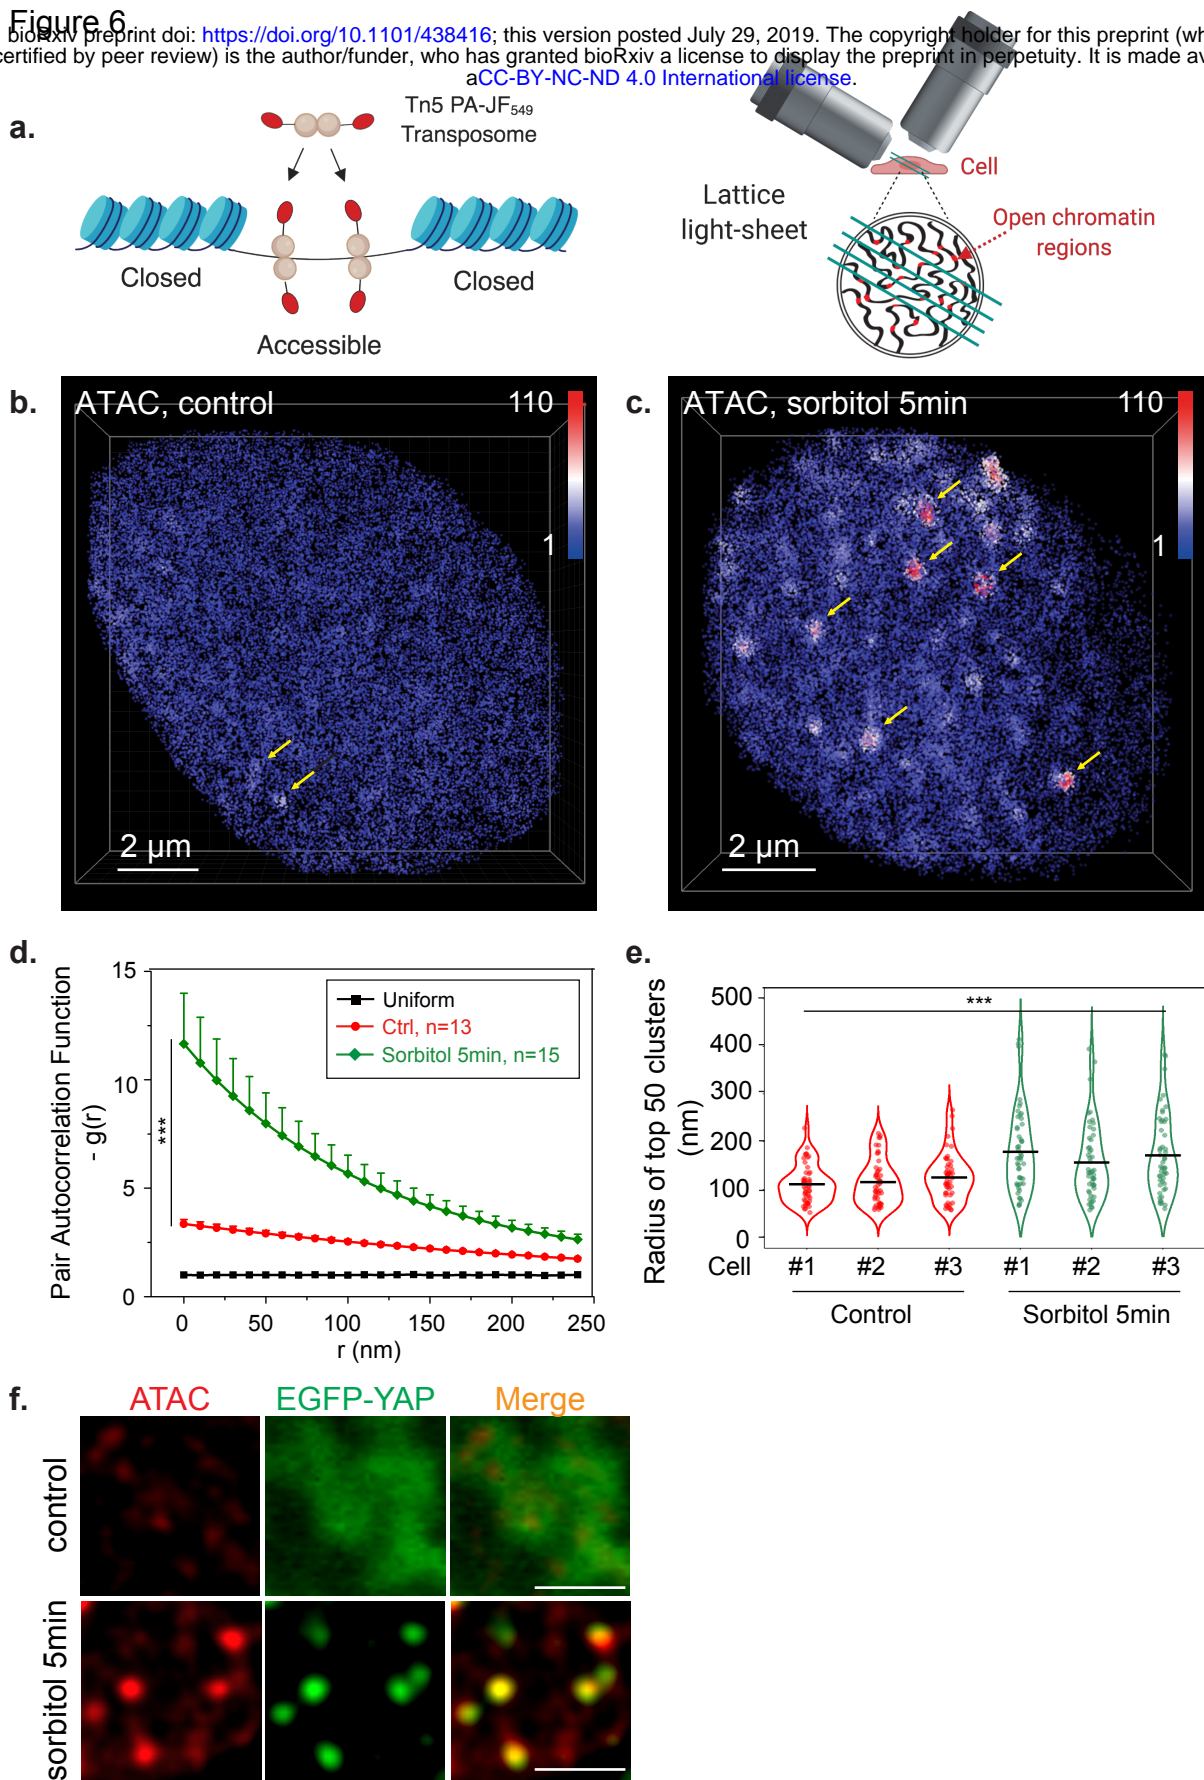 Figure 6.
bioRxiv preprint doi: https://doi.org/10.1101/438416; this version posted July 29, 2019. The copyright holder for this preprint
certified by peer review) is the author/funder, who has granted bioRxiv a license to display the preprint in perpetuity. It is made
aCC-BY-NC-ND 4.0 International license.
a.
Tn5 PA-JF549
Transposome
Closed
Closed
Accessible
Lattice
light-sheet
Cell
Open chromatin
regions
b.
ATAC, control
110
1
2 µm
c.
ATAC, sorbitol 5min
110
1
2 µm
d.
Pair Autocorrelation Function
- g(r)
15
10
5
0
***
Uniform
Ctrl, n=13
Sorbitol 5min, n=15
0 50 100 150 200 250
r (nm)
e.
Radius of top 50 clusters
(nm)
500
400
300
200
100
0
***
Cell #1 #2 #3 #1 #2 #3
Control Sorbitol 5min
f.
ATAC EGFP-YAP Merge
control
sorbitol 5min